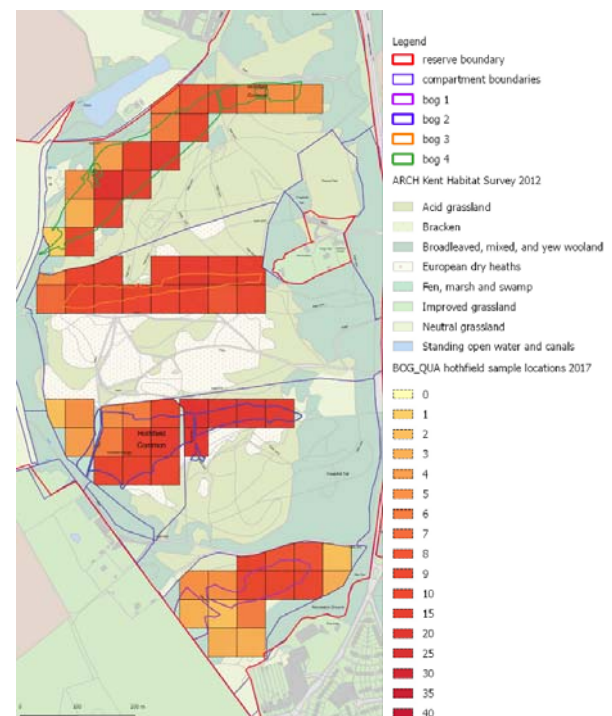 Legend
reserve boundary
compartment boundaries
bog 1
bog 2
bog 3
bog 4
ARCH Kent Habitat Survey 2012
Acid grassland
Bracken
Broadleaved, mixed, and yew wooland
European dry heaths
Fen, marsh and swamp
Improved grassland
Neutral grassland
Standing open water and canals
BOG_QUA hothfield sample locations 2017
0
1
2
3
4
5
6
7
8
9
10
15
20
25
30
35
40
Hothfield
Common